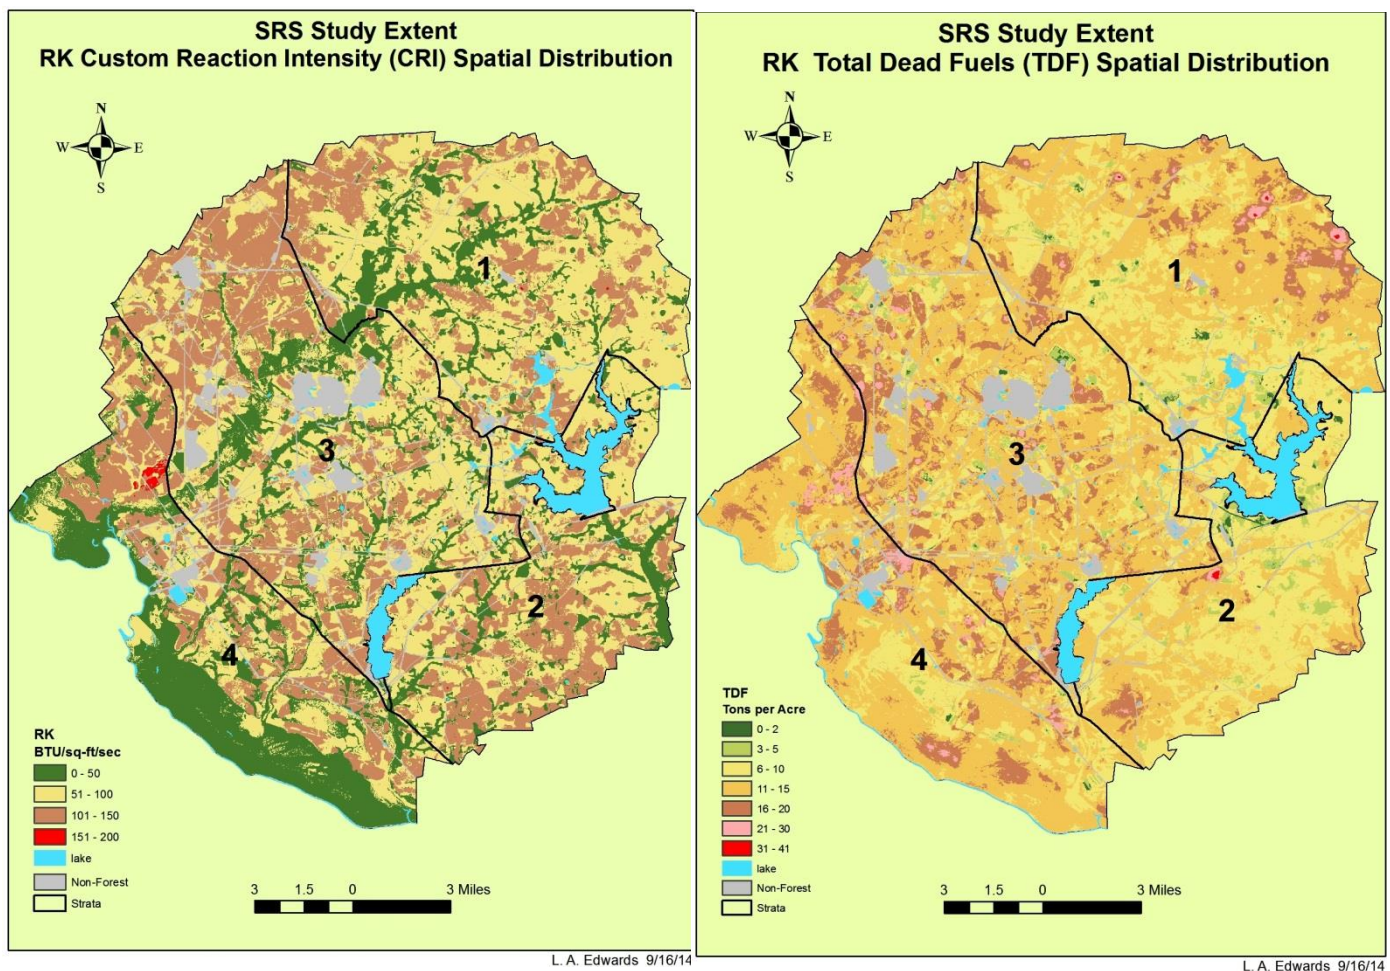 SRS Study Extent
RK Custom Reaction Intensity (CRI) Spatial Distribution
N
W E
S
1
3
2
4
RK
BTU/sq-ft/sec
0 - 50
51 - 100
101 - 150
151 - 200
lake
Non-Forest
Strata
3 1.5 0 3 Miles
L. A. Edwards 9/16/14
SRS Study Extent
RK Total Dead Fuels (TDF) Spatial Distribution
N
W E
S
1
3
2
4
TDF
Tons per Acre
0 - 2
3 - 5
6 - 10
11 - 15
16 - 20
21 - 30
31 - 41
lake
Non-Forest
Strata
3 1.5 0 3 Miles
L. A. Edwards 9/16/14